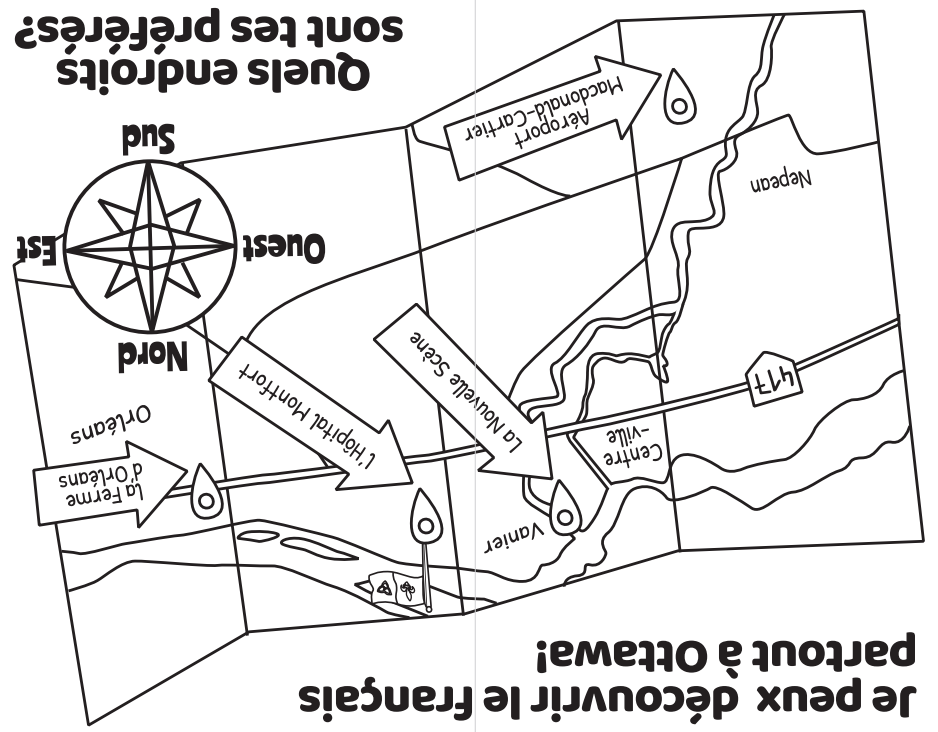 Je peux découvrir le français
partout à Ottawa!
Vanier
La Ferme
d'Orléans
Orléans
L'Hôpital Montfort
La Nouvelle Scène
Centre
-ville
417
Nord
Ouest
Est
Sud
Nepean
Aéroport
Macdonald-Cartier
Quels endroits
sont tes préférés?